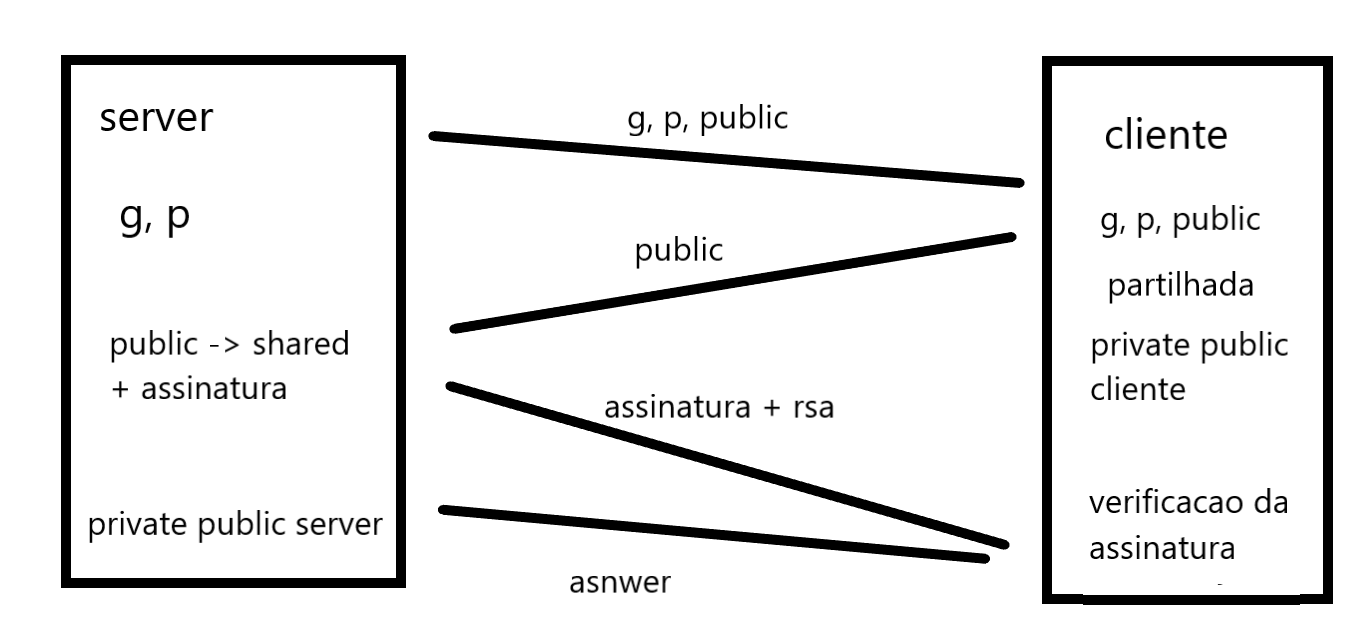 server
g, p
public -> shared
+ assinatura
private public server
g, p, public
public
assinatura + rsa
asnwer
cliente
g, p, public
partilhada
private public
cliente
verificacao da
assinatura